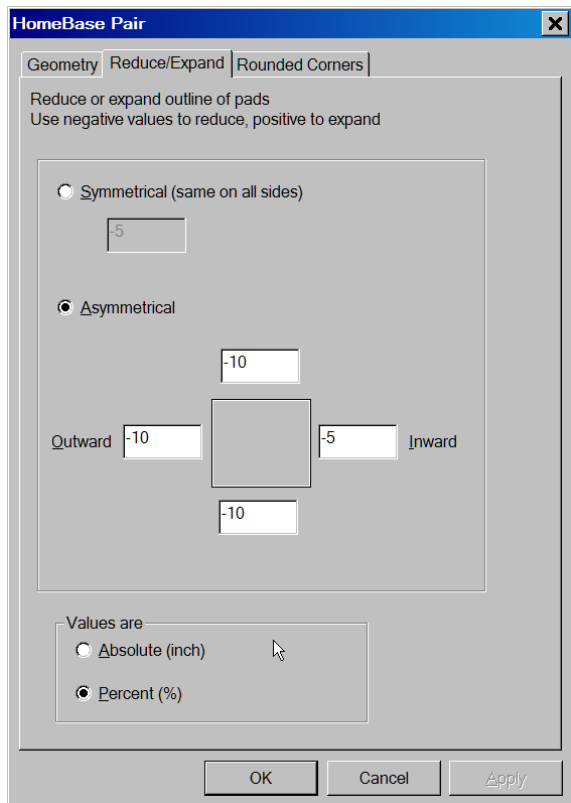 HomeBase Pair
Geometry Reduce/Expand Rounded Corners
Reduce or expand outline of pads
Use negative values to reduce, positive to expand
Symmetrical (same on all sides)
-5
Asymmetrical
-10
Outward -10 -5 Inward
-10
Values are
Absolute (inch)
Percent (%)
OK Cancel Apply